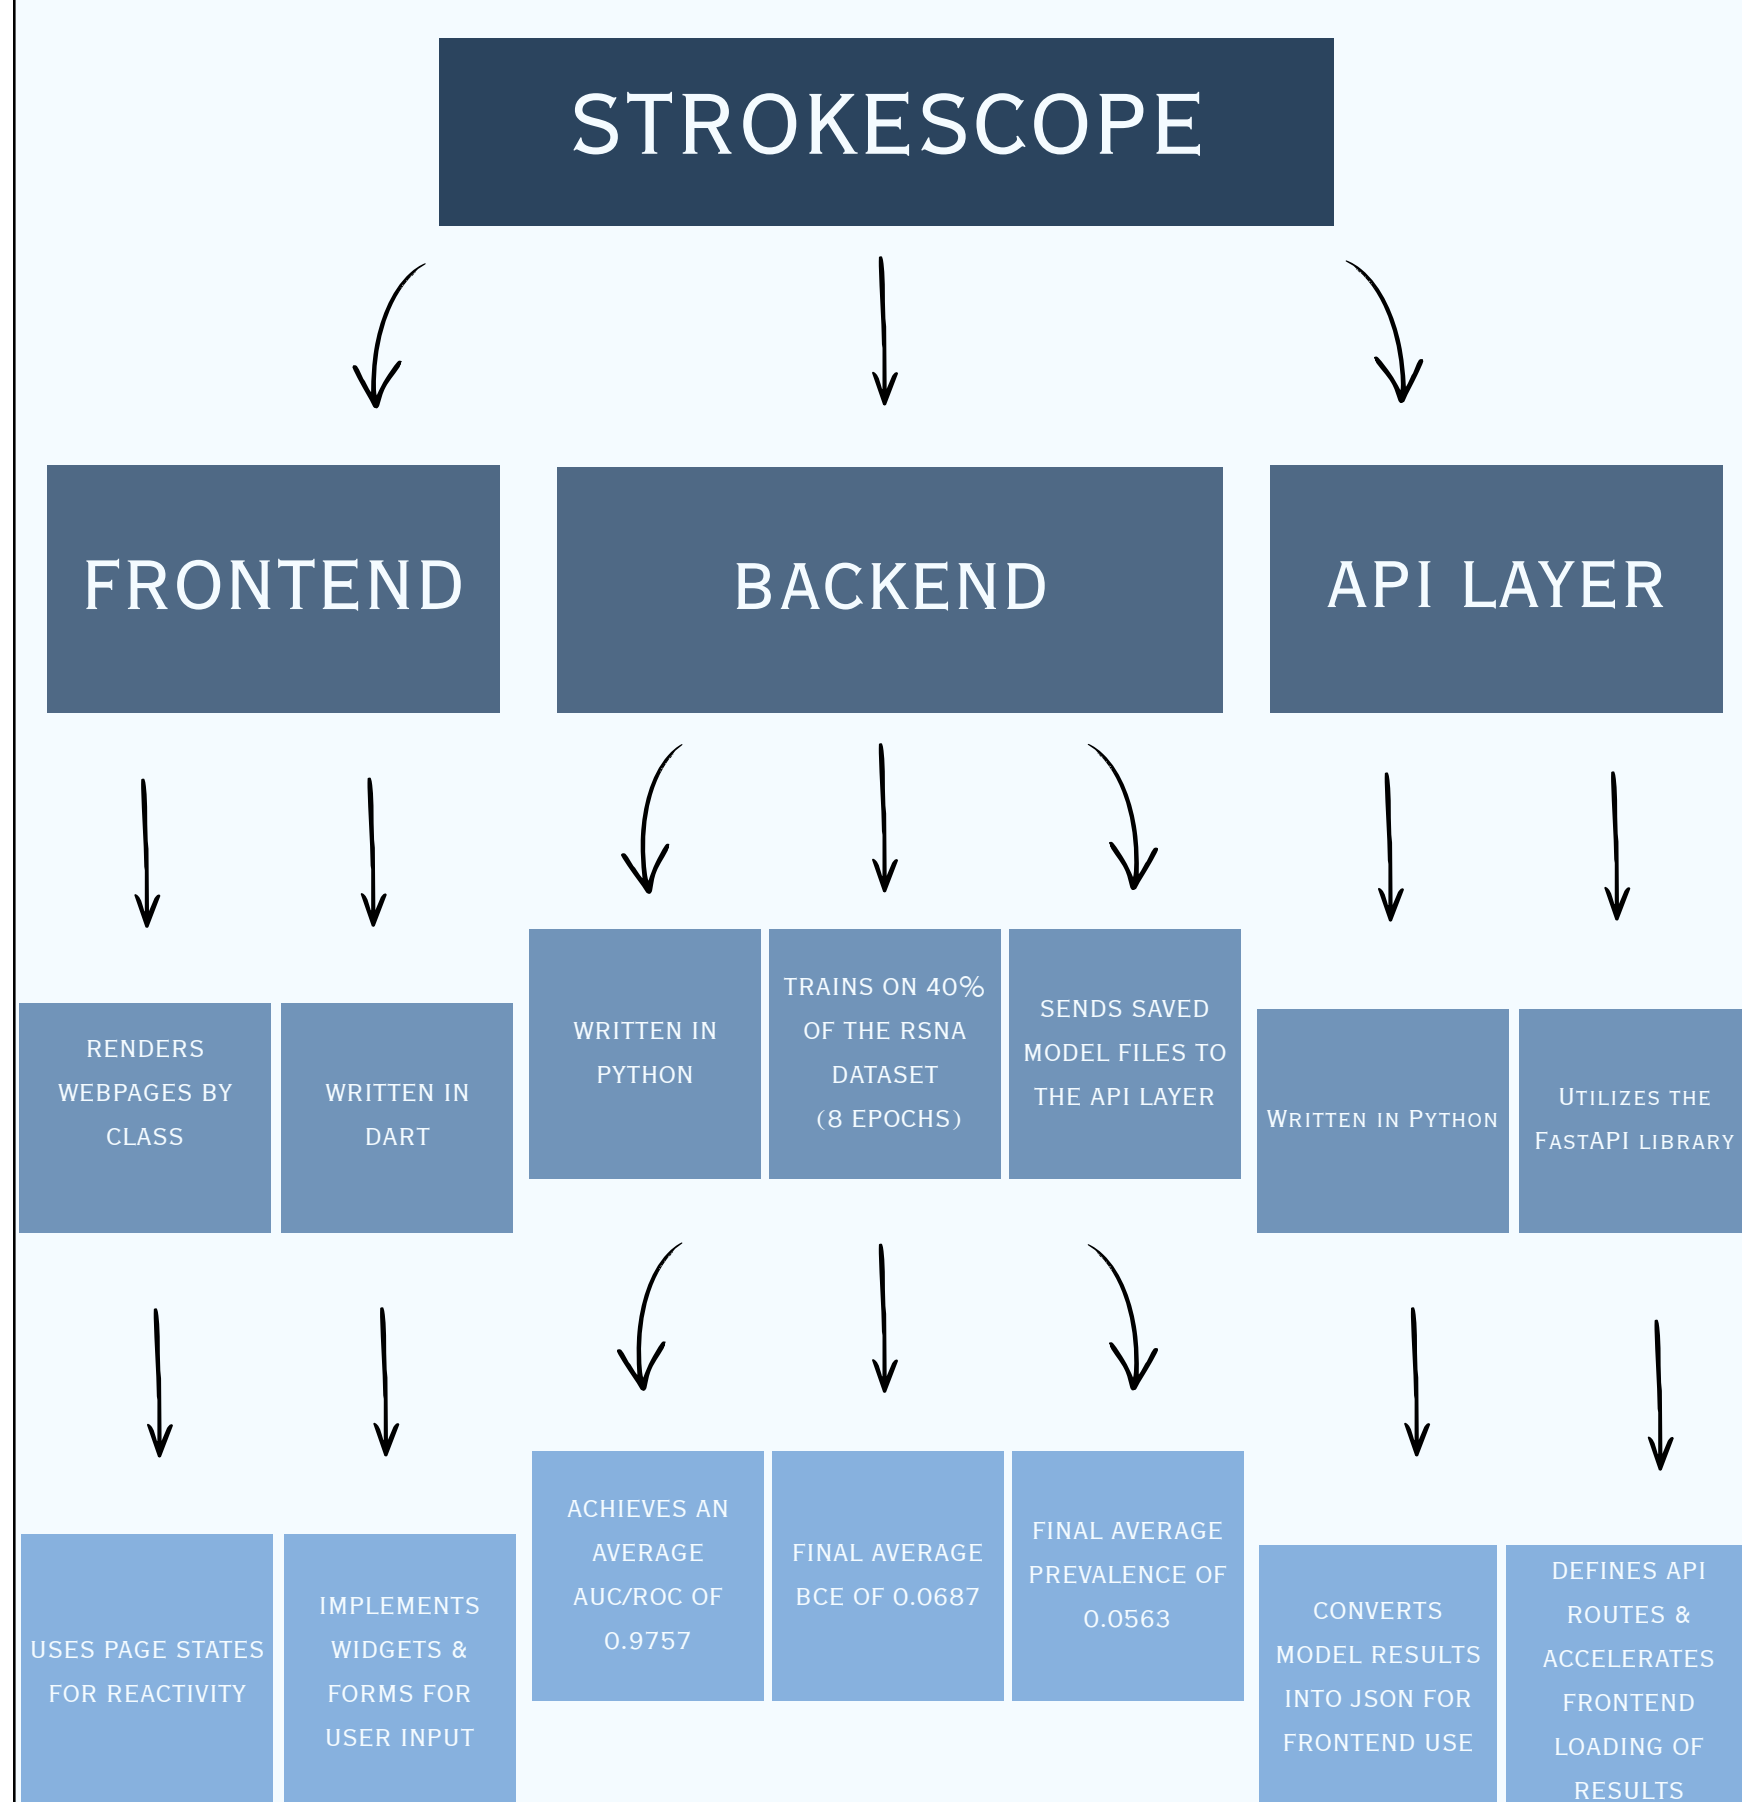 STROKESCOPE
FRONTEND
BACKEND
API LAYER
RENDERS
WEBPAGES BY
CLASS
WRITTEN IN
DART
WRITTEN IN
PYTHON
TRAINS ON 40%
OF THE RSNA
DATASET
(8 EPOCHS)
SENDS SAVED
MODEL FILES TO
THE API LAYER
WRITTEN IN PYTHON
UTILIZES THE
FASTAPI LIBRARY
USES PAGE STATES
FOR REACTIVITY
IMPLEMENTS
WIDGETS &
FORMS FOR
USER INPUT
ACHIEVES AN
AVERAGE
AUC/ROC OF
0.9757
FINAL AVERAGE
BCE OF 0.0687
FINAL AVERAGE
PREVALENCE OF
0.0563
CONVERTS
MODEL RESULTS
INTO JSON FOR
FRONTEND USE
DEFINES API
ROUTES &
ACCELERATES
FRONTEND
LOADING OF
RESULTS